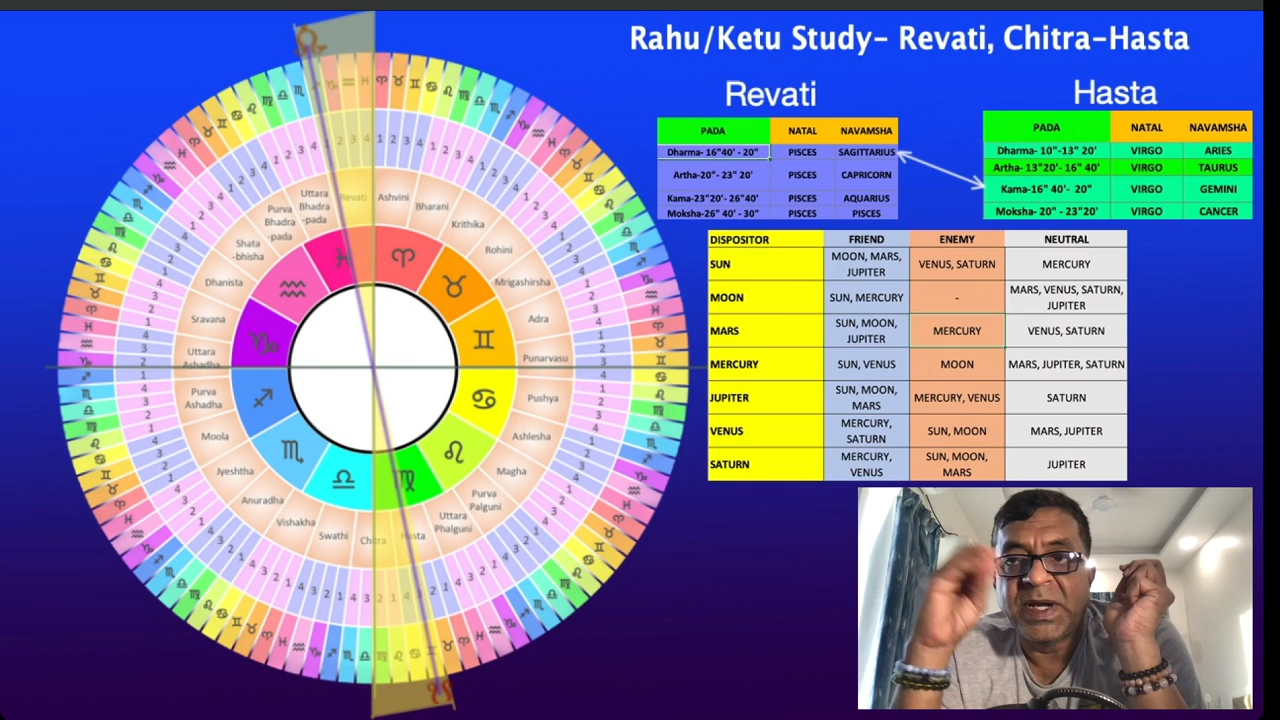 Rahu/Ketu Study- Revati, Chitra-Hasta
Revati
Hasta
PADA NATAL NAVAMSHA
Dharma- 16"40' - 20" PISCES SAGITTARIUS
Artha-20"- 23" 20' PISCES CAPRICORN
Kama-23"20'- 26"40' PISCES AQUARIUS
Moksha-26" 40' - 30" PISCES PISCES
PADA NATAL NAVAMSHA
Dharma- 10"-13" 20' VIRGO ARIES
Artha- 13"20'- 16" 40' VIRGO TAURUS
Kama-16" 40'- 20" VIRGO GEMINI
Moksha- 20" - 23"20' VIRGO CANCER
DISPOSITOR FRIEND ENEMY NEUTRAL
SUN MOON, MARS, JUPITER VENUS, SATURN MERCURY
MOON SUN, MERCURY - MARS, VENUS, SATURN, JUPITER
MARS SUN, MOON, JUPITER MERCURY VENUS, SATURN
MERCURY SUN, VENUS MOON MARS, JUPITER, SATURN
JUPITER SUN, MOON, MARS MERCURY, VENUS SATURN
VENUS MERCURY, SATURN SUN, MOON MARS, JUPITER
SATURN MERCURY, VENUS SUN, MOON, MARS JUPITER
Ashvini
Bharani
Krithika
Rohini
Mrigashirsha
Adra
Punarvasu
Pushya
Ashlesha
Magha
Purva
Palguni
Uttara
Phalguni
Hasta
Chitra
Swathi
Vishakha
Anuradha
Jyeshtha
Moola
Purva
Ashadha
Uttara
Ashadha
Sravana
Dhanista
Shata
-bhisha
Purva
Bhadra
-pada
Uttara
Bhadra
-pada
Revati